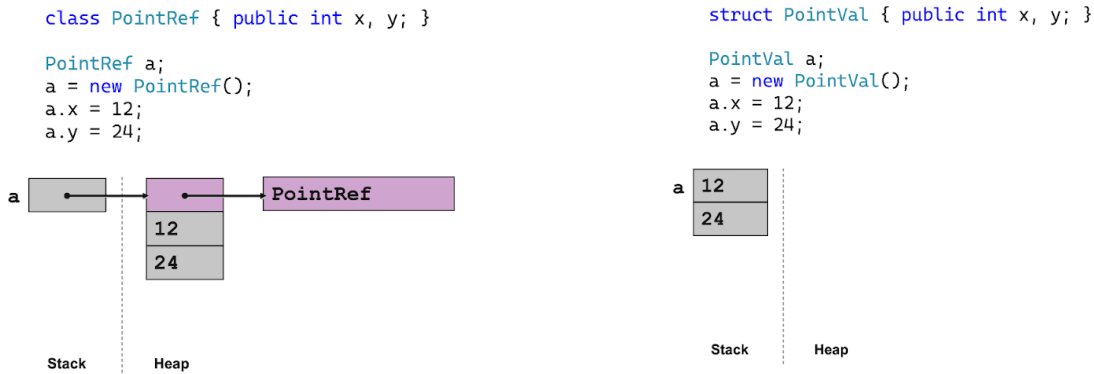 class PointRef { public int x, y; }
PointRef a;
a = new PointRef();
a.x = 12;
a.y = 24;
a
PointRef
12
24
Stack
Heap
struct PointVal { public int x, y; }
PointVal a;
a = new PointVal();
a.x = 12;
a.y = 24;
a
12
24
Stack
Heap